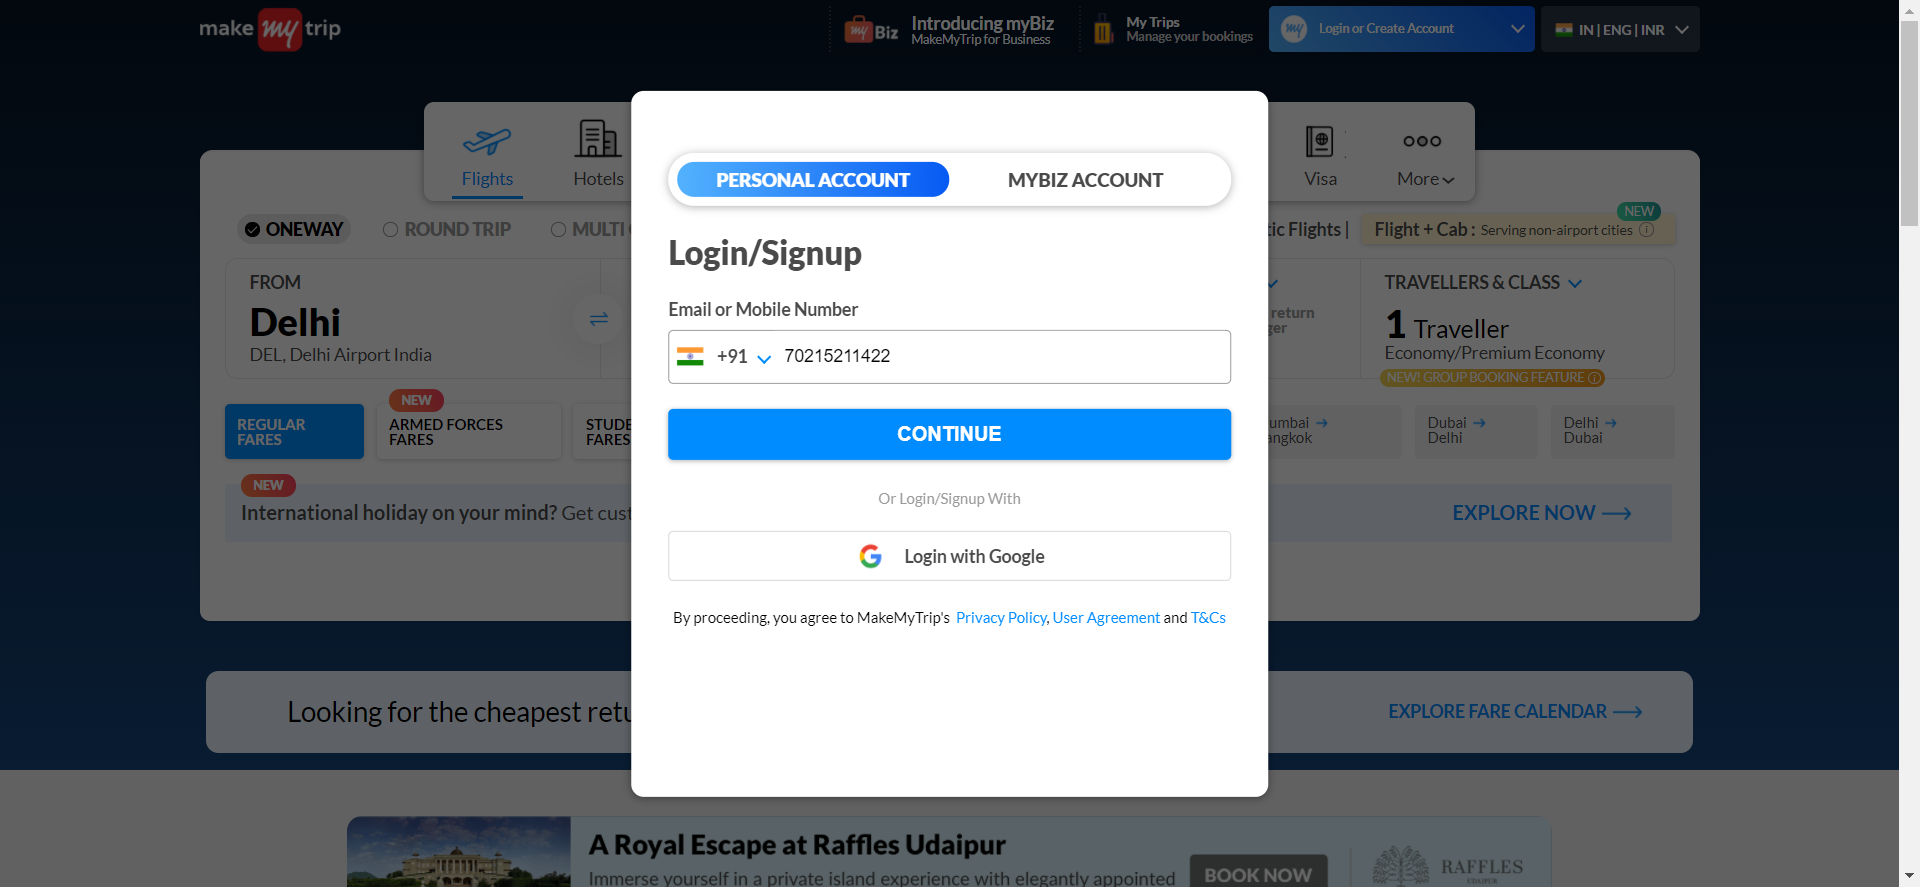 make my trip
myBiz
Introducing myBiz
MakeMyTrip for Business
My Trips
Manage your bookings
my
Login or Create Account
IN | ENG | INR
Flights
Hotels
Visa
More
PERSONAL ACCOUNT
MYBIZ ACCOUNT
ONEWAY
ROUND TRIP
MULTI
tic Flights |
NEW
Flight + Cab : Serving non-airport cities
Login/Signup
FROM
Delhi
DEL, Delhi Airport India
return
ger
TRAVELLERS & CLASS
1 Traveller
Economy/Premium Economy
NEW! GROUP BOOKING FEATURE
Email or Mobile Number
+91 70215211422
CONTINUE
REGULAR
FARES
NEW
ARMED FORCES
FARES
STUDE
FARES
umbai
angkok
Dubai
Delhi
Delhi
Dubai
Or Login/Signup With
Login with Google
NEW
International holiday on your mind? Get cust
EXPLORE NOW
By proceeding, you agree to MakeMyTrip's Privacy Policy, User Agreement and T&Cs
Looking for the cheapest retu
EXPLORE FARE CALENDAR
A Royal Escape at Raffles Udaipur
Immerse yourself in a private island experience with elegantly appointed
BOOK NOW
RAFFLES
UDAIPUR